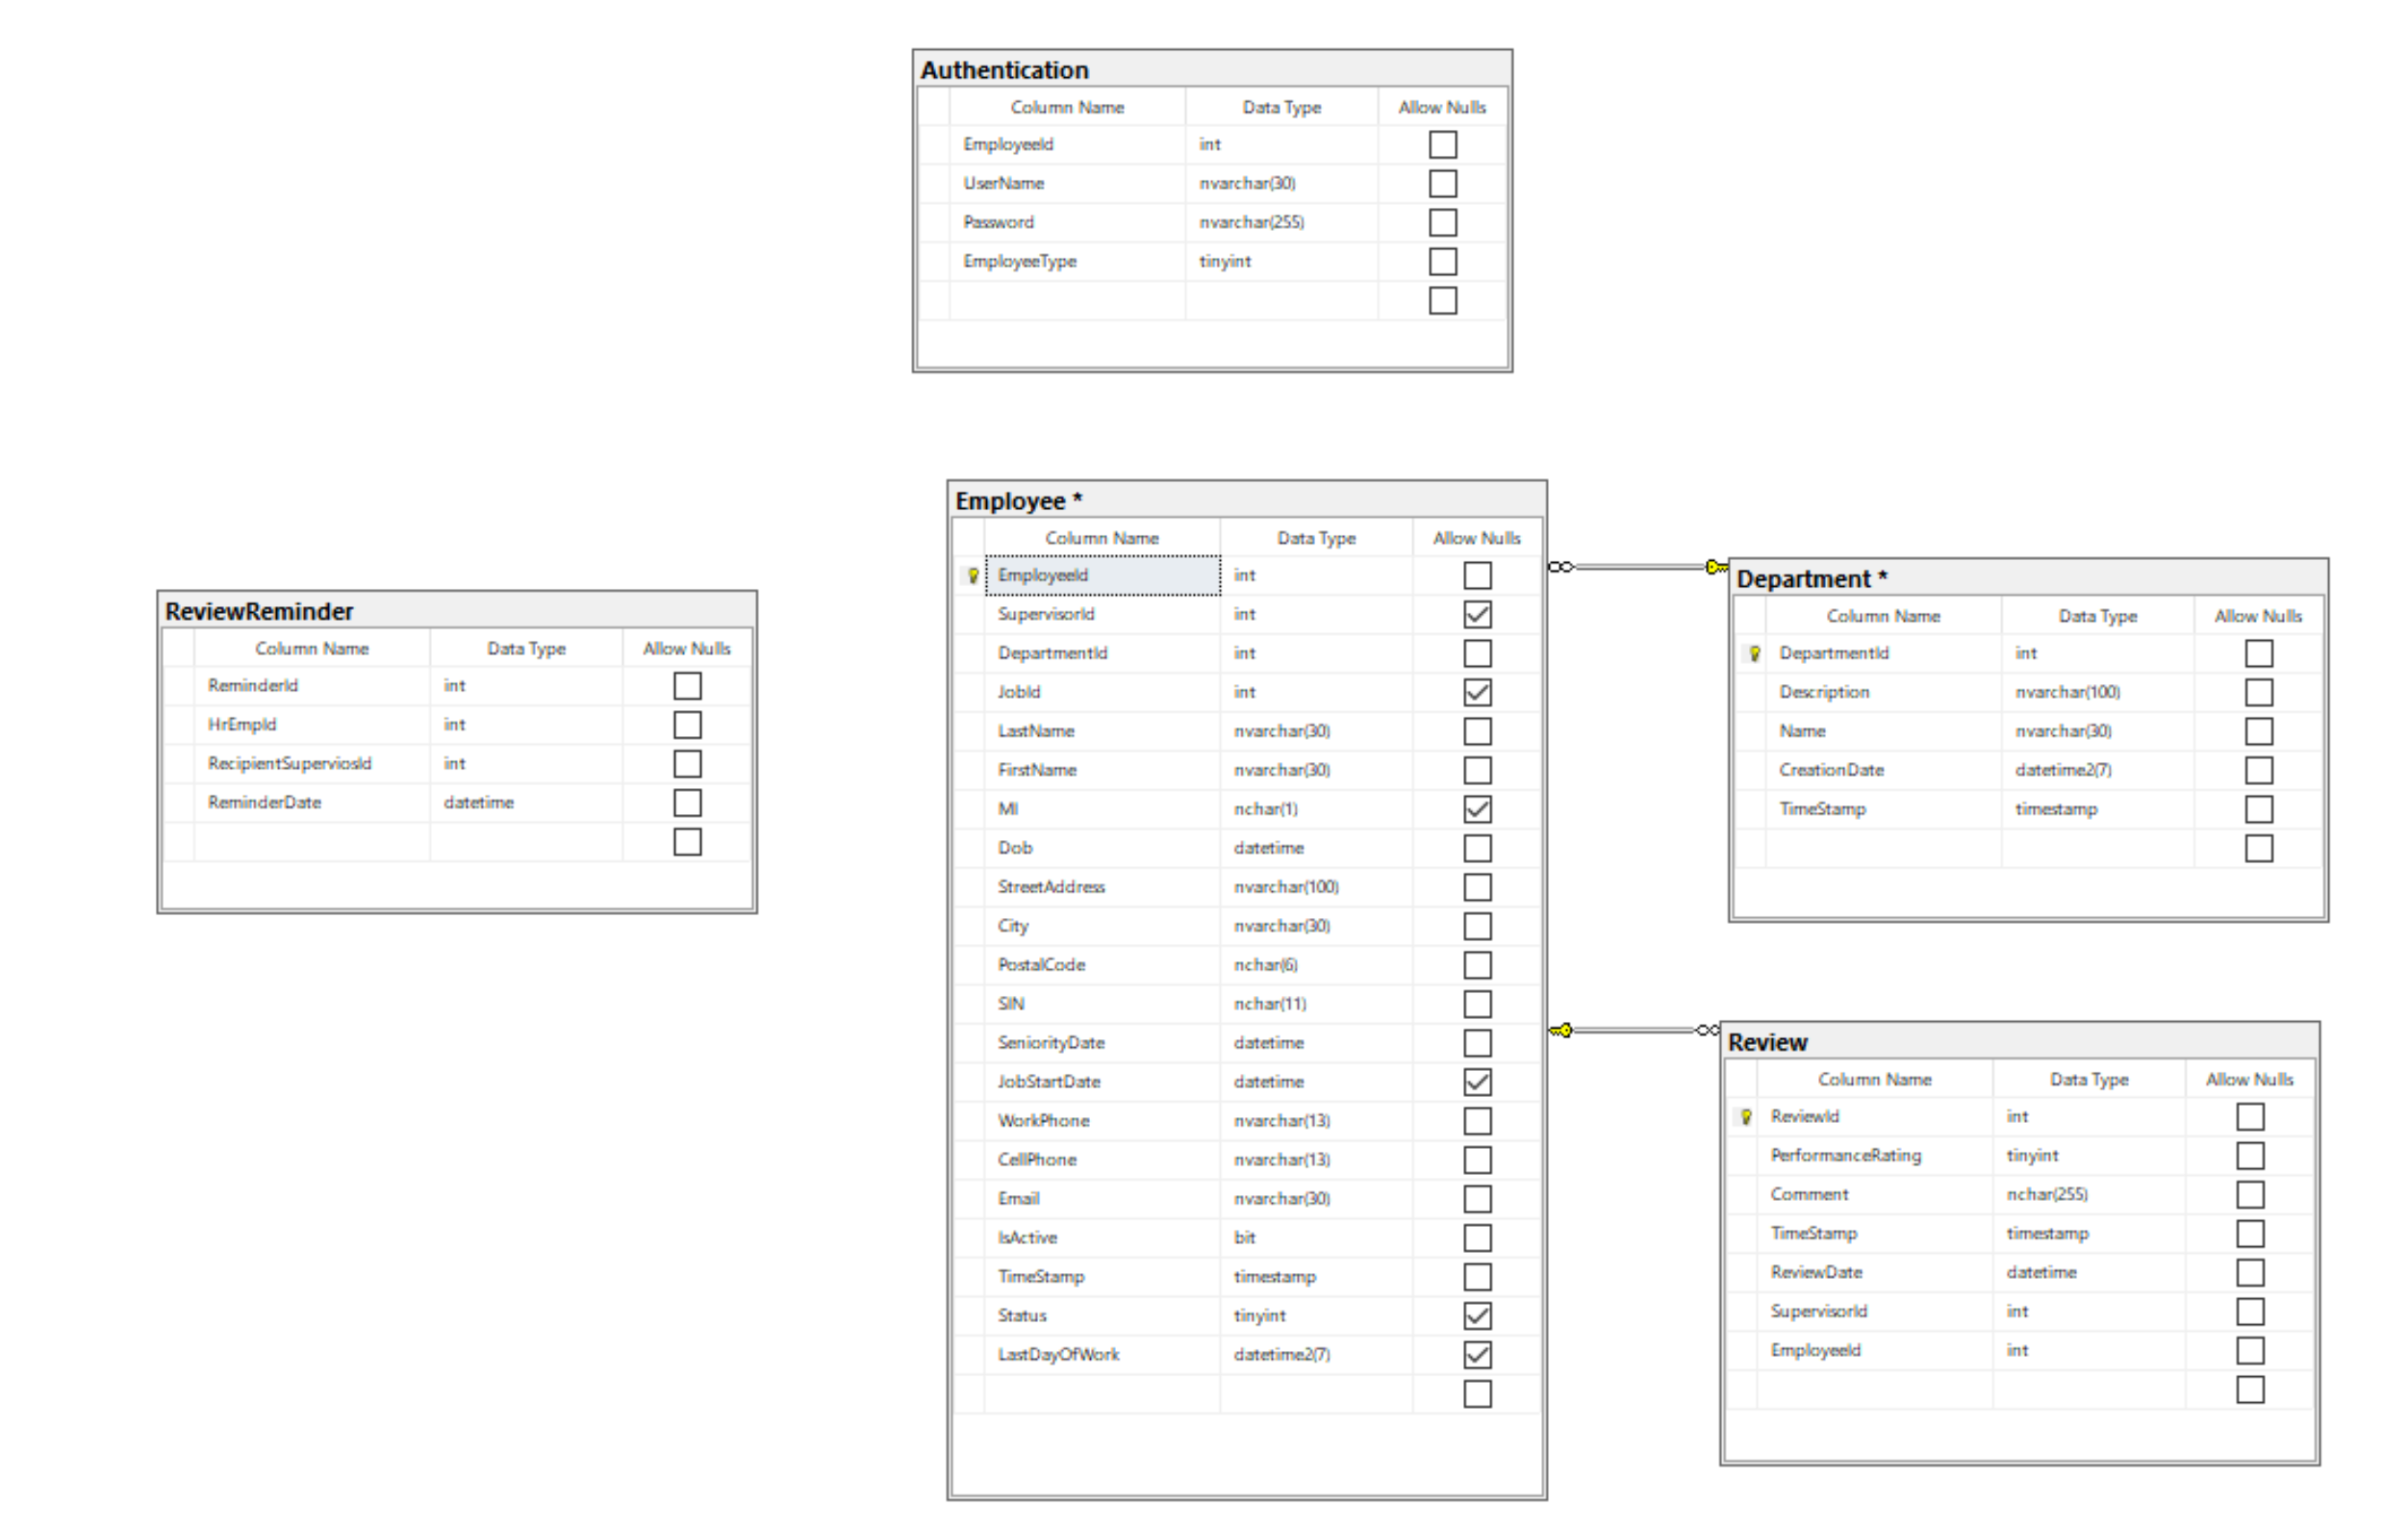 Authentication
Column Name Data Type Allow Nulls
EmployeeId int
UserName nvarchar(30)
Password nvarchar(255)
EmployeeType tinyint
ReviewReminder
Column Name Data Type Allow Nulls
ReminderId int
HrEmpId int
RecipientSuperviosId int
ReminderDate datetime
Employee *
Column Name Data Type Allow Nulls
EmployeeId int
SupervisorId int
DepartmentId int
JobId int
LastName nvarchar(30)
FirstName nvarchar(30)
MI nchar(1)
Dob datetime
StreetAddress nvarchar(100)
City nvarchar(30)
PostalCode nchar(6)
SIN nchar(11)
SeniorityDate datetime
JobStartDate datetime
WorkPhone nvarchar(13)
CellPhone nvarchar(13)
Email nvarchar(30)
IsActive bit
TimeStamp timestamp
Status tinyint
LastDayOfWork datetime2(7)
Department *
Column Name Data Type Allow Nulls
DepartmentId int
Description nvarchar(100)
Name nvarchar(30)
CreationDate datetime2(7)
TimeStamp timestamp
Review
Column Name Data Type Allow Nulls
ReviewId int
PerformanceRating tinyint
Comment nchar(255)
TimeStamp timestamp
ReviewDate datetime
SupervisorId int
EmployeeId int